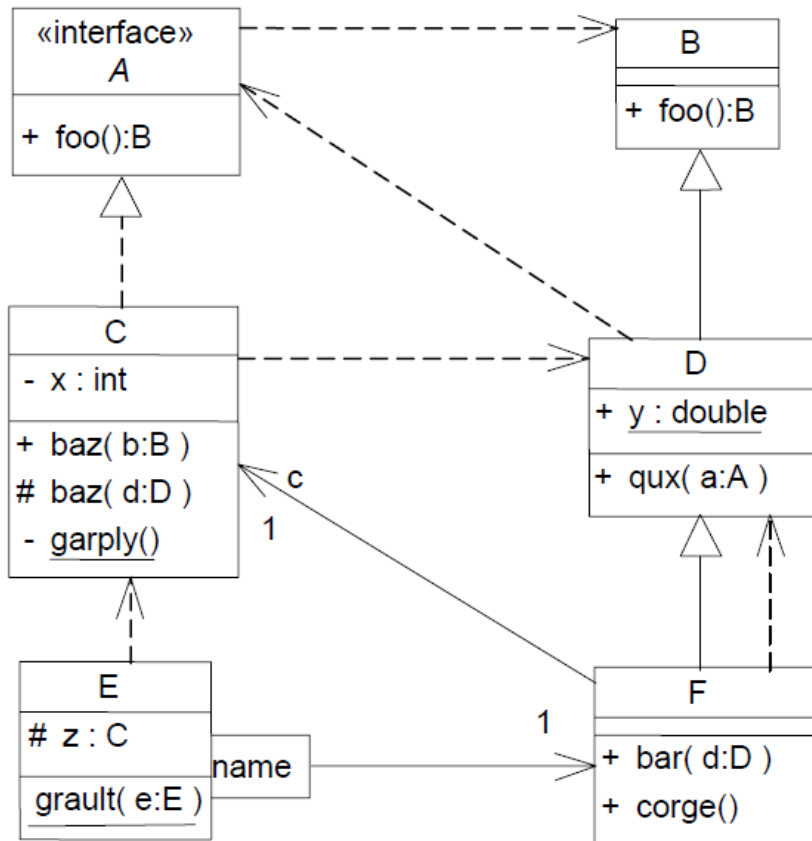 «interface»
A
+ foo():B
B
+ foo():B
C
- x : int
+ baz( b:B )
# baz( d:D )
- garply()
D
+ y : double
+ qux( a:A )
c
1
E
# z : C
grault( e:E )
name
1
F
+ bar( d:D )
+ corge()